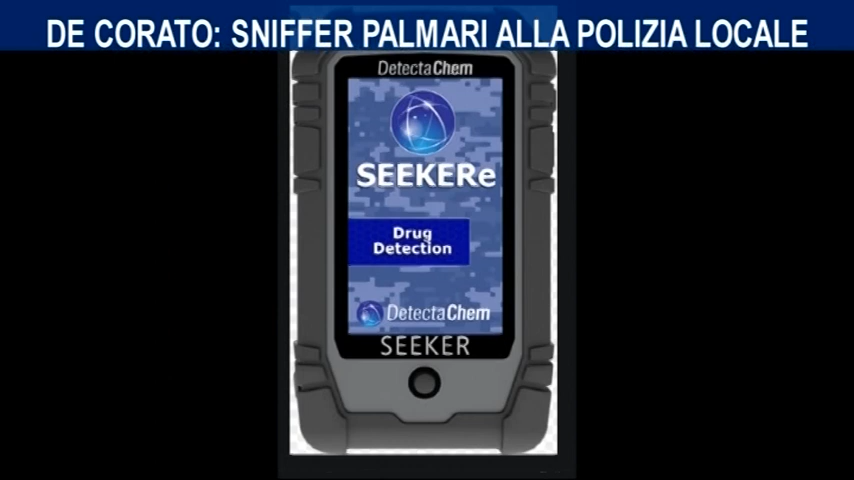 DE CORATO: SNIFFER PALMARI ALLA POLIZIA LOCALE
DetectaChem
SEEKERe
Drug
Detection
DetectaChem
SEEKER